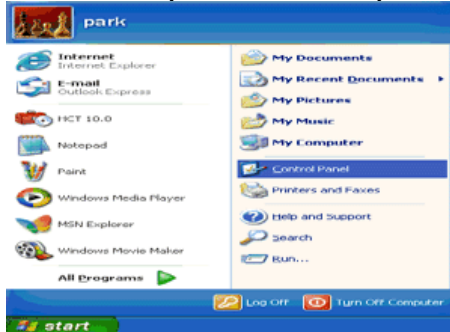 park
Internet
Internet Explorer
E-mail
Outlook Express
HCT 10.0
Notepad
Paint
Windows Media Player
MSN Explorer
Windows Movie Maker
All Programs
My Documents
My Recent Documents
My Pictures
My Music
My Computer
Control Panel
Printers and Faxes
Help and Support
Search
Run...
Log Off
Turn Off Computer
start